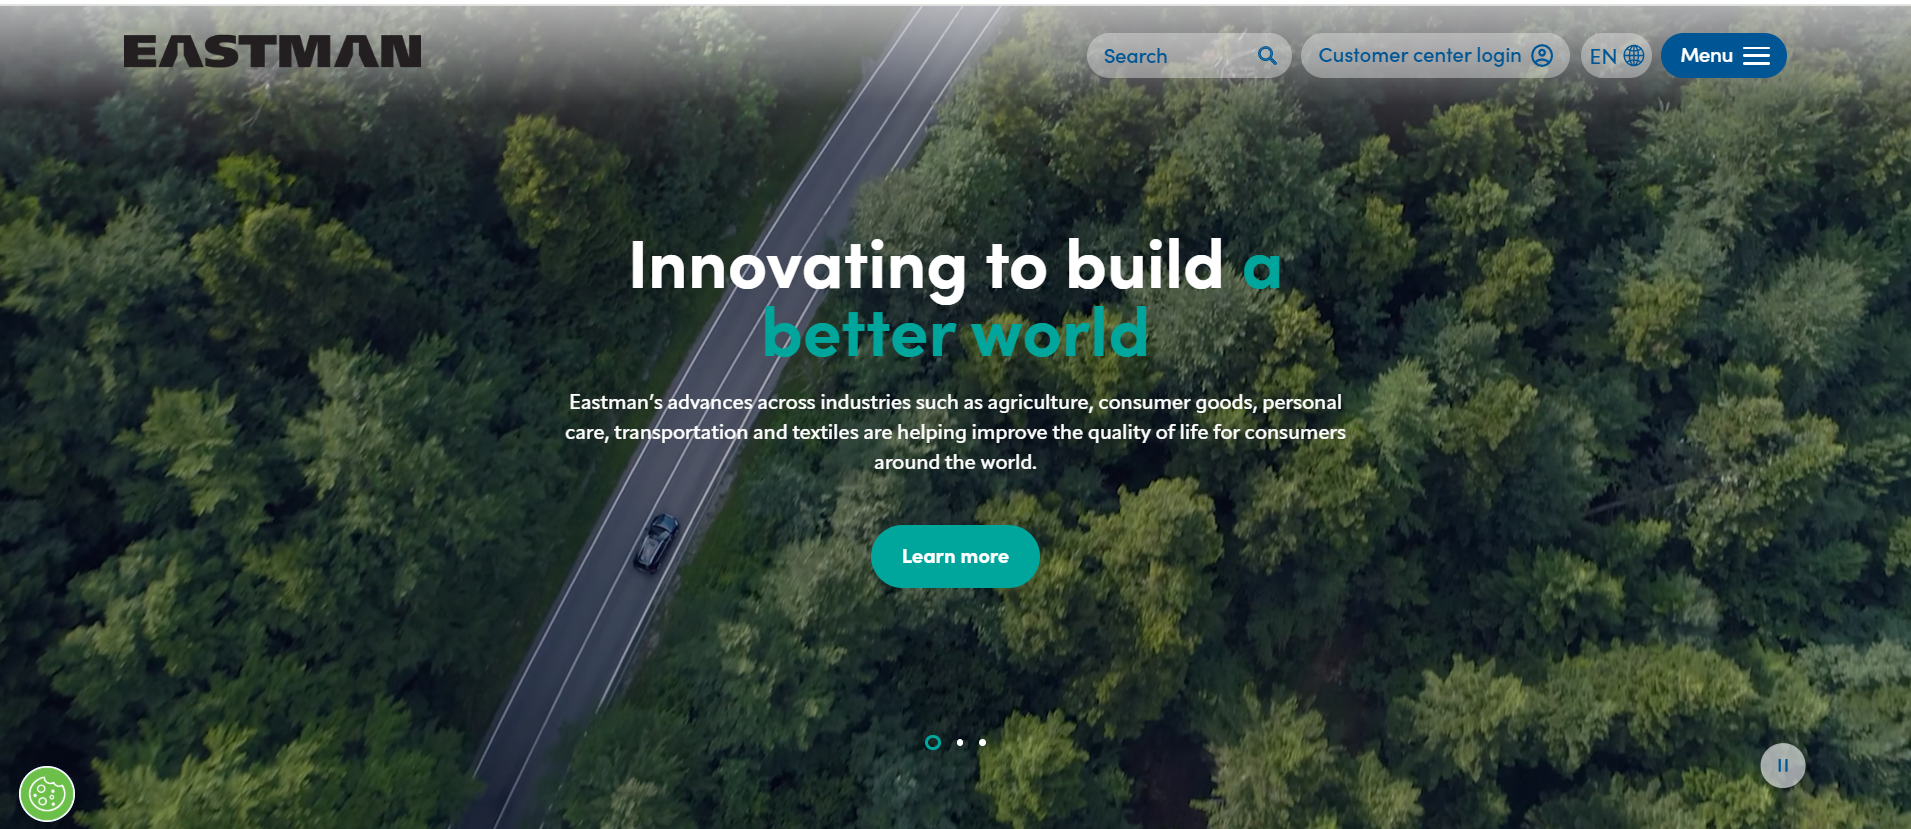 EASTMAN
Search
Customer center login
EN
Menu
Innovating to build a
better world
Eastman’s advances across industries such as agriculture, consumer goods, personal
care, transportation and textiles are helping improve the quality of life for consumers
around the world.
Learn more